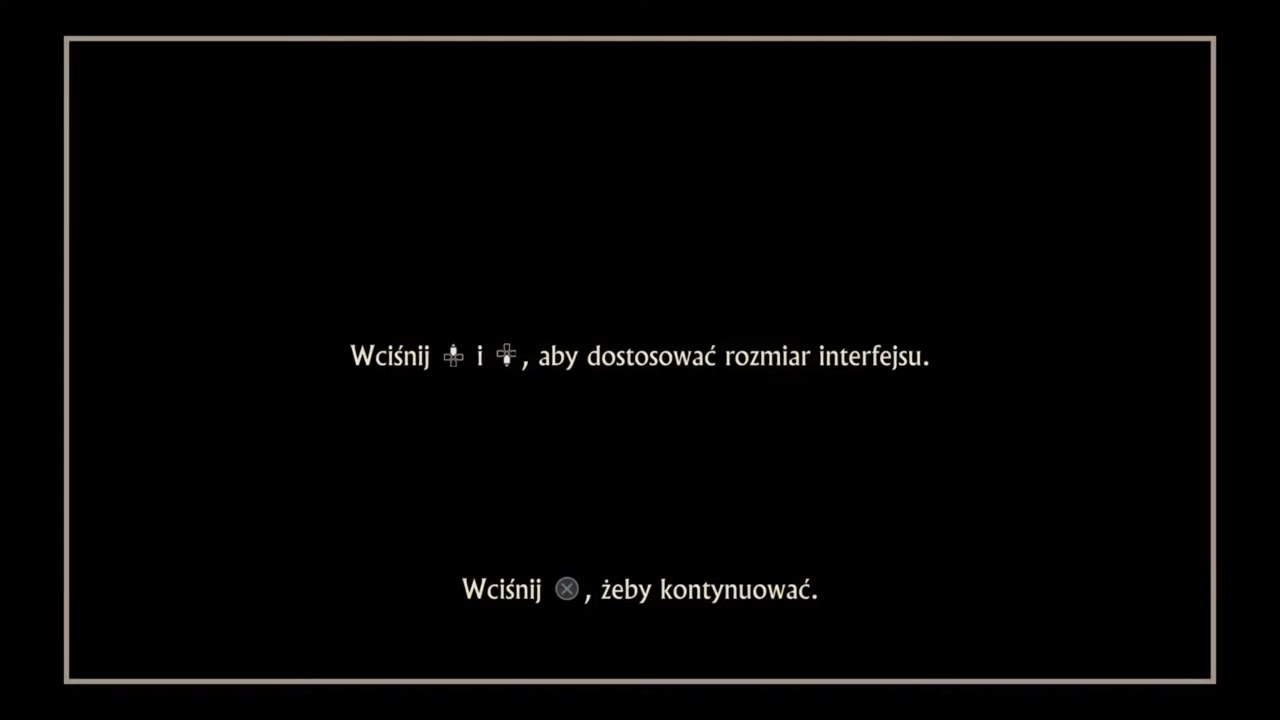 Wciśnij i , aby dostosować rozmiar interfejsu.
Wciśnij , żeby kontynuować.